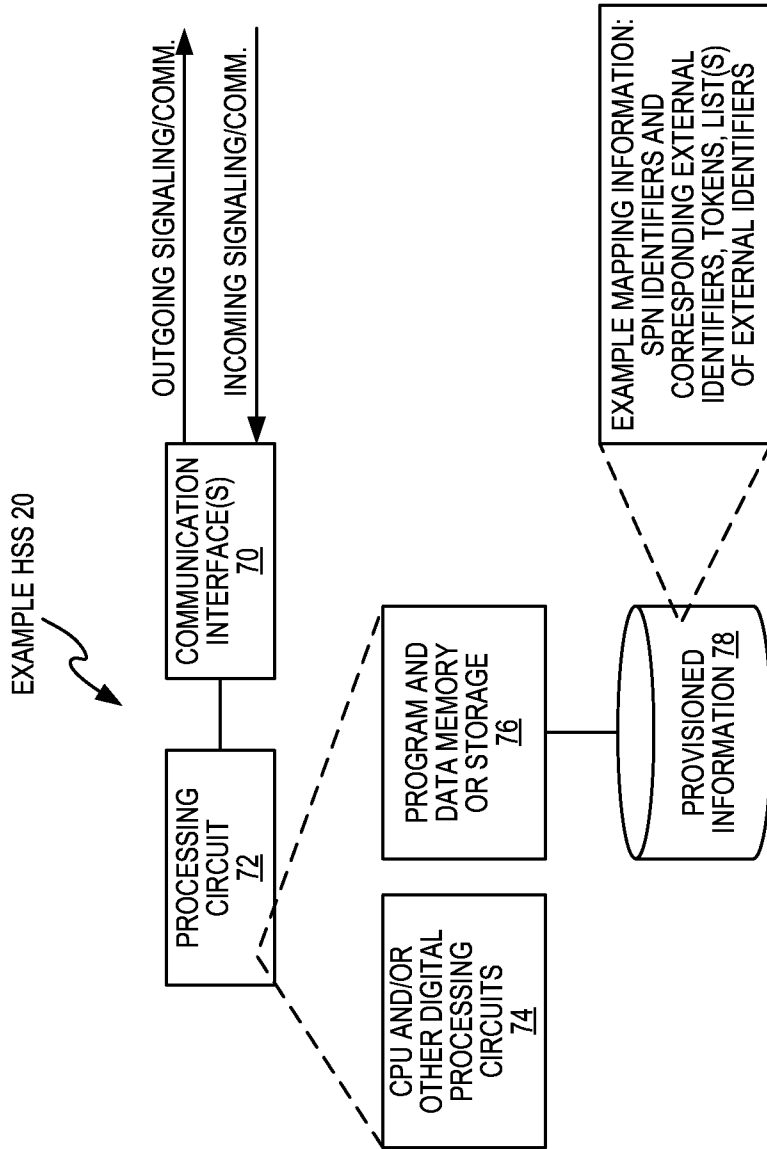 EXAMPLE HSS 20
OUTGOING SIGNALING/COMM.
INCOMING SIGNALING/COMM.
COMMUNICATION
INTERFACE(S)
70
PROCESSING
CIRCUIT
72
CPU AND/OR
OTHER DIGITAL
PROCESSING
CIRCUITS
74
PROGRAM AND
DATA MEMORY
OR STORAGE
76
PROVISIONED
INFORMATION 78
EXAMPLE MAPPING INFORMATION:
SPN IDENTIFIERS AND
CORRESPONDING EXTERNAL
IDENTIFIERS, TOKENS, LIST(S)
OF EXTERNAL IDENTIFIERS